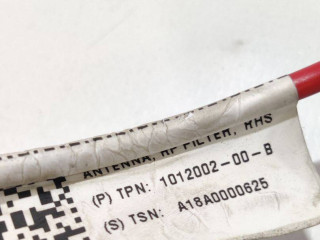 ANTENNA, RF FILTER, RHS
(P) TPN: 1012002-00-B
(S) TSN: A18A0000625